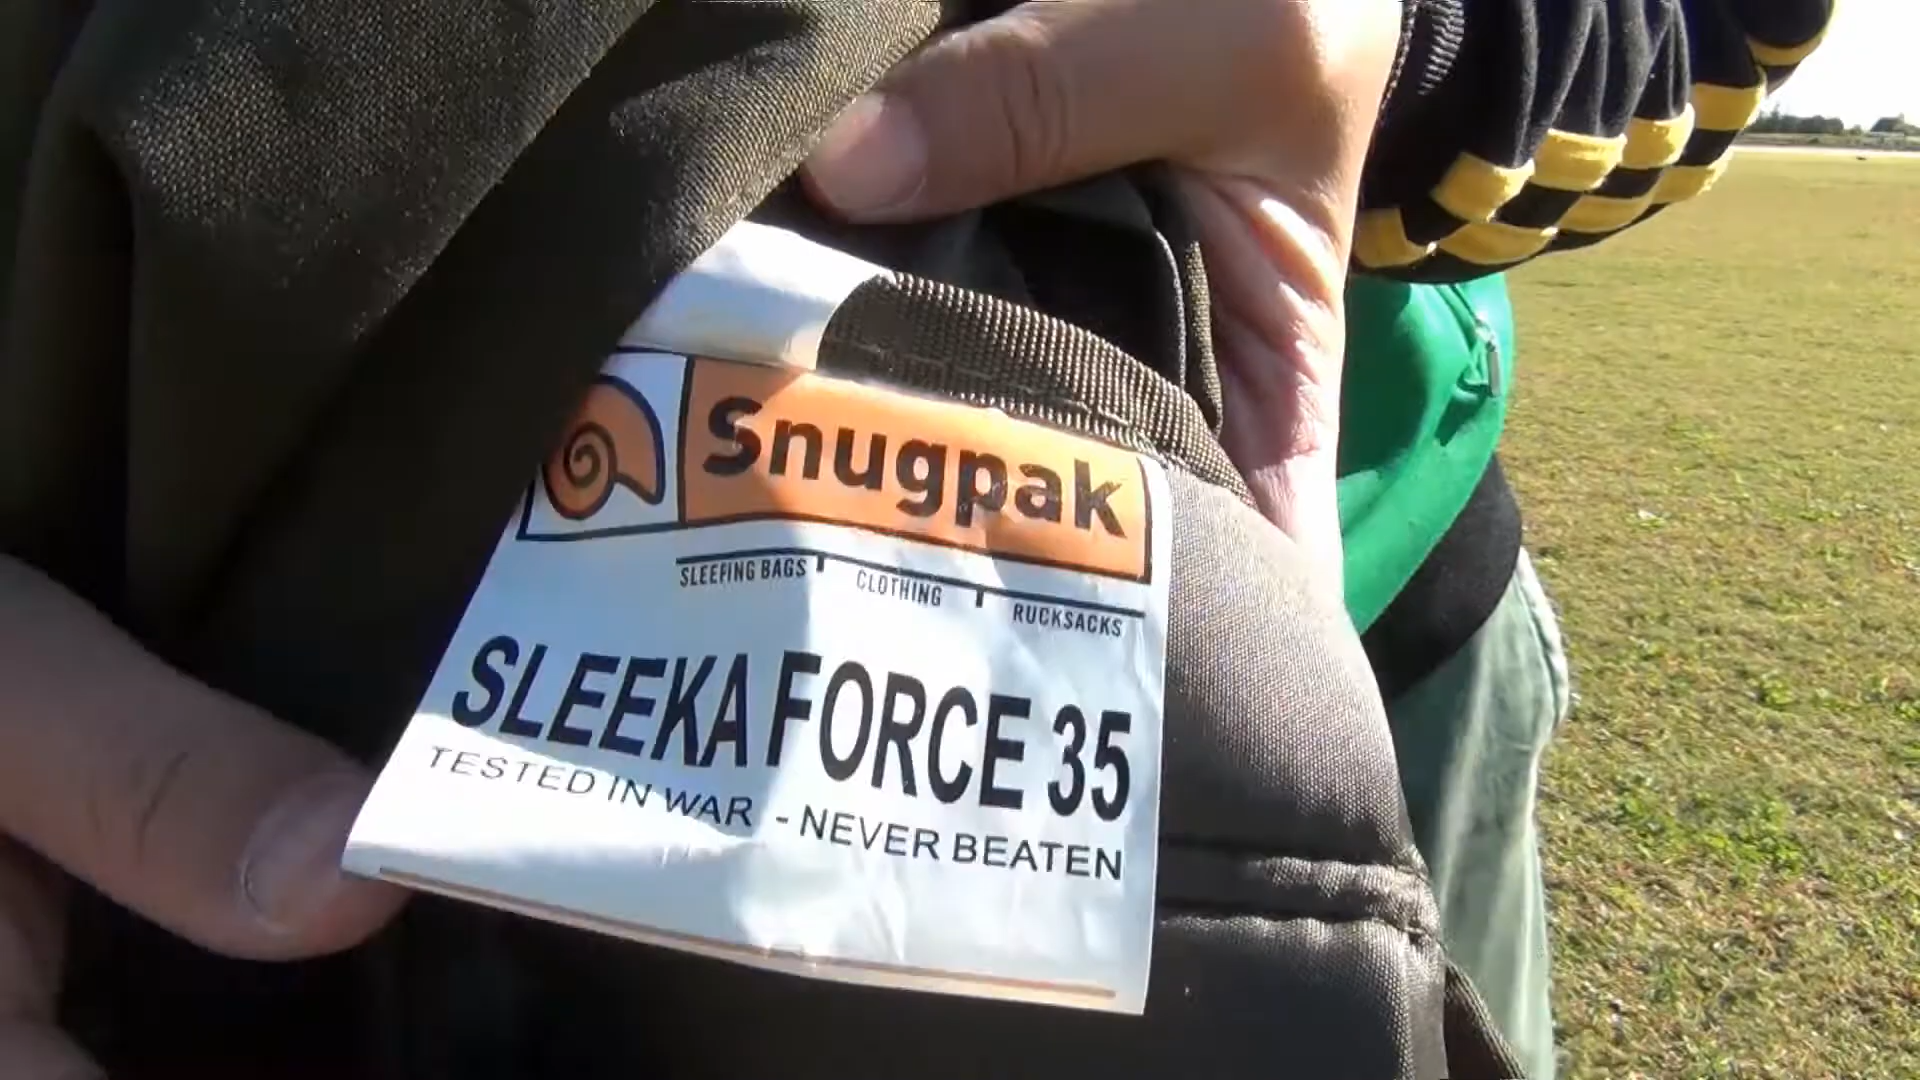 Snugpak
SLEEPING BAGS CLOTHING RUCKSACKS
SLEEKA FORCE 35
TESTED IN WAR - NEVER BEATEN